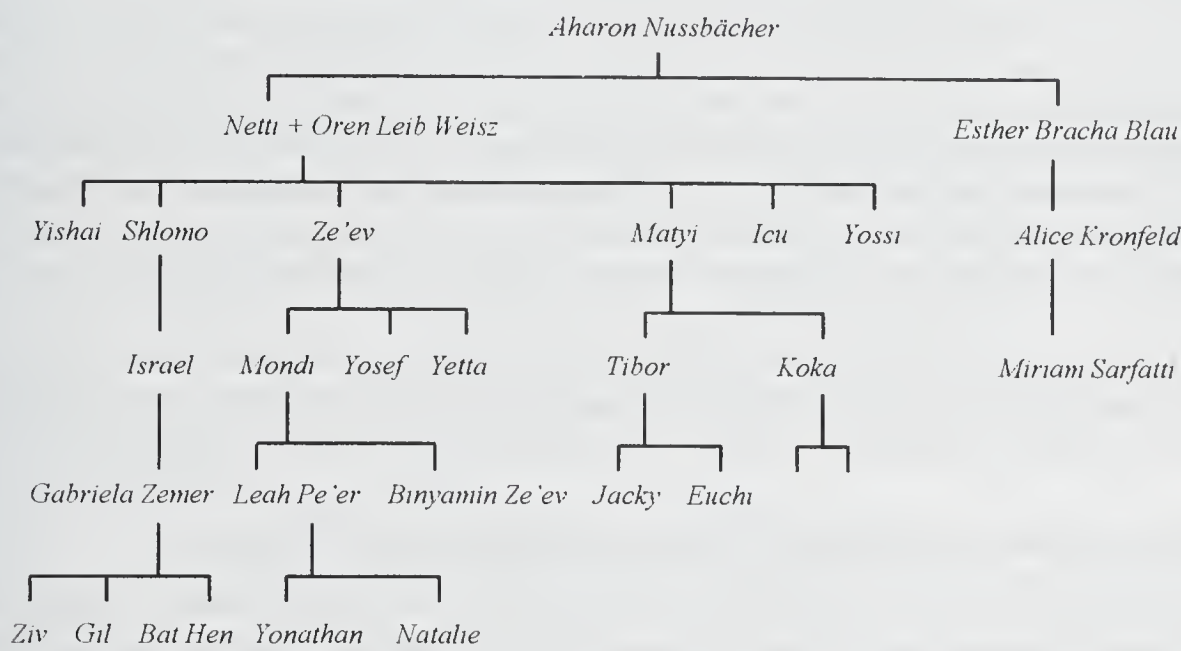 Aharon Nussbächer
Netti + Oren Leib Weisz Esther Bracha Blau
Yishai Shlomo Ze'ev Matyi Icu Yossi Alice Kronfeld
Israel Mondi Yosef Yetta Tibor Koka Miriam Sarfatti
Gabriela Zemer Leah Pe'er Binyamin Ze'ev Jacky Euchi
Ziv Gil Bat Hen Yonathan Natalie